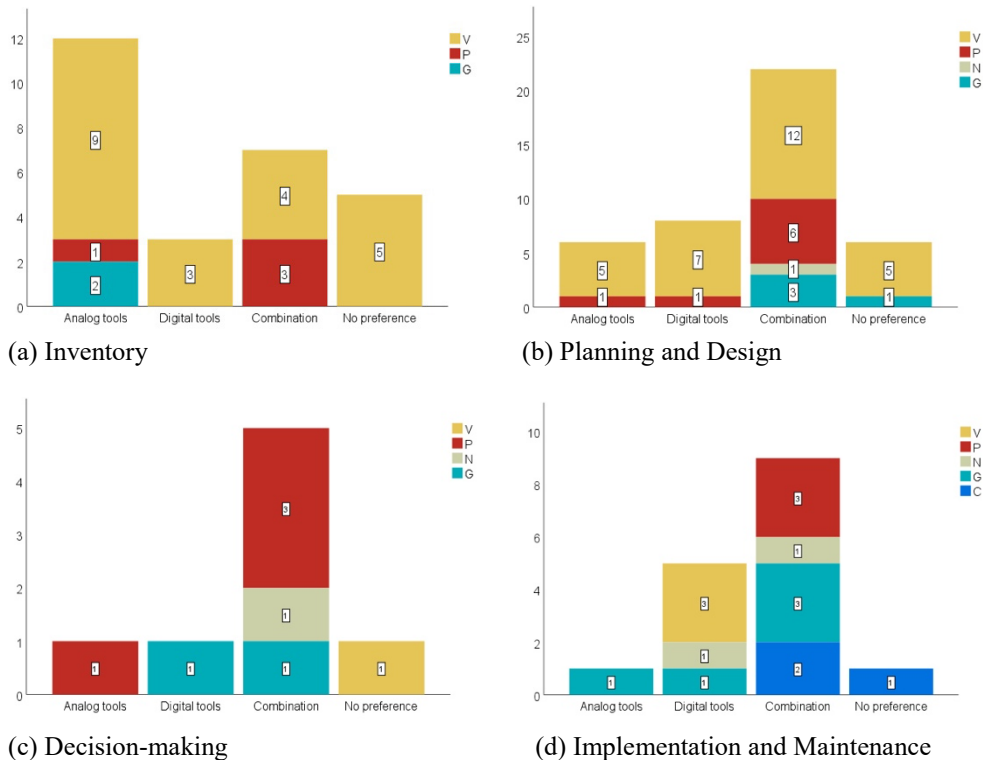 12
10
8
6
4
2
0
9
1
2
3
4
3
5
V
P
G
Analog tools Digital tools Combination No preference
(a) Inventory
25
20
15
10
5
0
5
1
7
1
12
6
1
3
5
1
V
P
N
G
Analog tools Digital tools Combination No preference
(b) Planning and Design
5
4
3
2
1
0
1
1
3
1
1
1
V
P
N
G
Analog tools Digital tools Combination No preference
(c) Decision-making
10
8
6
4
2
0
1
3
1
1
3
1
3
2
1
V
P
N
G
C
Analog tools Digital tools Combination No preference
(d) Implementation and Maintenance